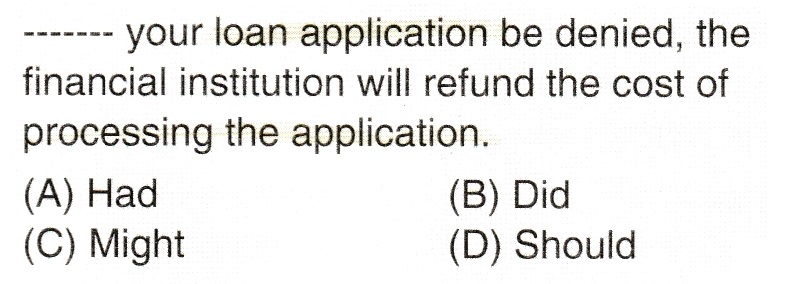 ------- your loan application be denied, the
financial institution will refund the cost of
processing the application.
(A) Had (B) Did
(C) Might (D) Should